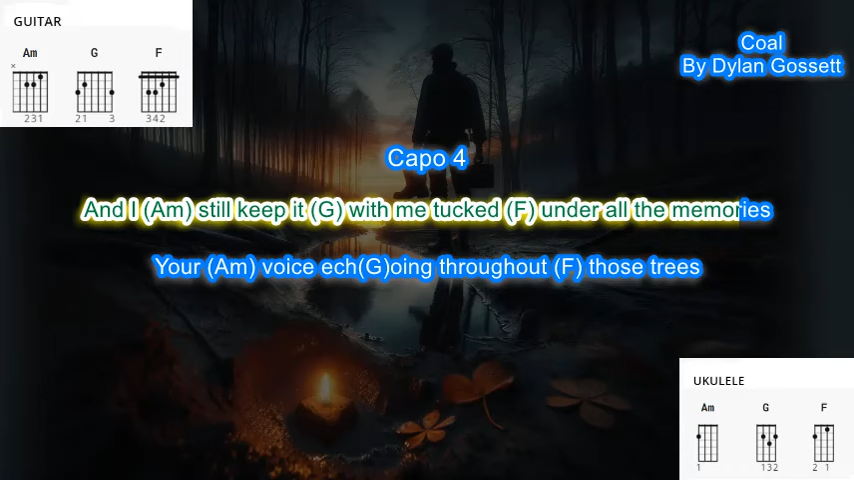 GUITAR
Am G F
×
231 21 3 342
Coal
By Dylan Gossett
Capo 4
And I (Am) still keep it (G) with me tucked (F) under all the memories
Your (Am) voice ech(G)oing throughout (F) those trees
UKULELE
Am G F
1 132 2 1